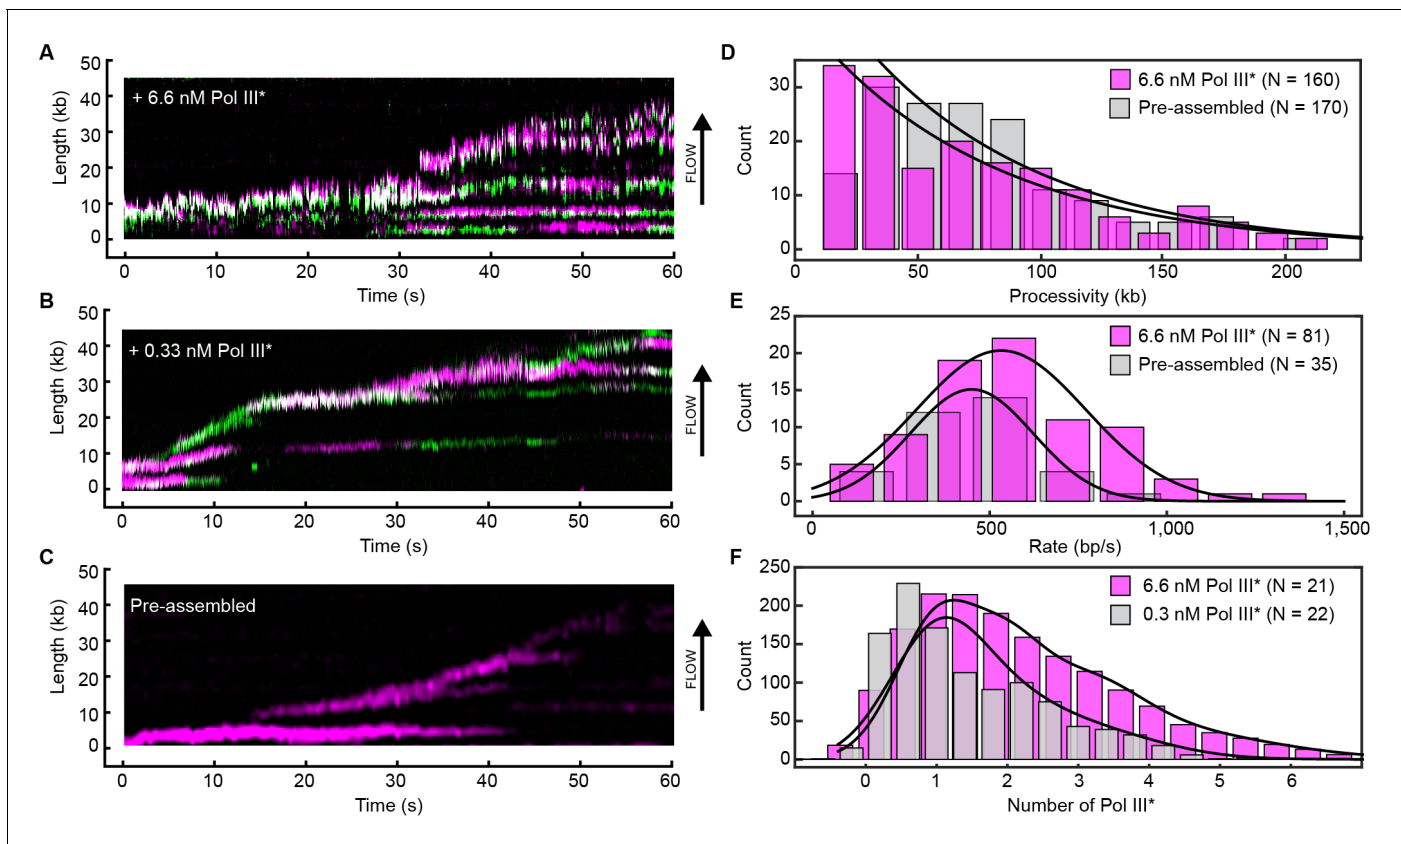 A
50
40
30
20
10
0
Length (kb)
+ 6.6 nM Pol III*
FLOW
0 10 20 30 40 50 60
Time (s)
B
50
40
30
20
10
0
Length (kb)
+ 0.33 nM Pol III*
FLOW
0 10 20 30 40 50 60
Time (s)
C
50
40
30
20
10
0
Length (kb)
Pre-assembled
FLOW
0 10 20 30 40 50 60
Time (s)
D
30
20
10
0
Count
6.6 nM Pol III* (N = 160)
Pre-assembled (N = 170)
0 50 100 150 200
Processivity (kb)
E
25
20
15
10
5
0
Count
6.6 nM Pol III* (N = 81)
Pre-assembled (N = 35)
0 500 1,000 1,500
Rate (bp/s)
F
250
200
150
100
50
0
Count
6.6 nM Pol III* (N = 21)
0.3 nM Pol III* (N = 22)
0 1 2 3 4 5 6
Number of Pol III*